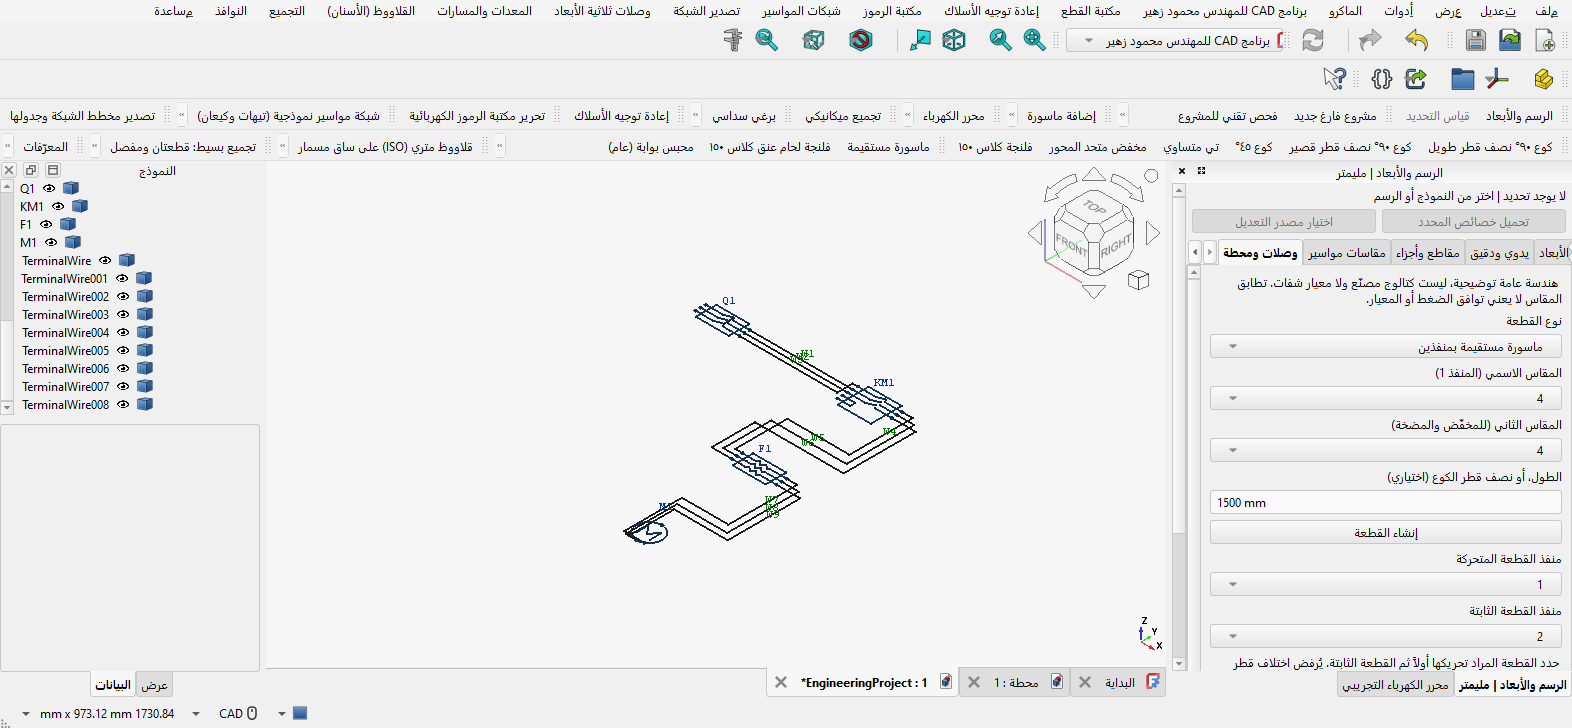 ملف تعديل عرض أدوات الماكرو برنامج CAD للمهندس محمود زهير مكتبة القطع إعادة توجيه الأسلاك مكتبة الرموز شبكات المواسير تصدير الشبكة وصلات ثلاثية الأبعاد المعدات والمسارات القلاووظ (الأسنان) التجميع النوافذ مساعدة
برنامج CAD للمهندس محمود زهير
الرسم والأبعاد قياس التحديد مشروع فارغ جديد فحص تقني للمشروع إضافة ماسورة محرر الكهرباء تجميع ميكانيكي برغي سداسي إعادة توجيه الأسلاك تحرير مكتبة الرموز الكهربائية شبكة مواسير نموذجية (تيهات وكيعان) تصدير مخطط الشبكة وجدولها
كوع ٩٠° نصف قطر طويل كوع ٩٠° نصف قطر قصير كوع ٤٥° تي متساوي مخفض متحد المحور فلنجة كلاس ١٥٠ ماسورة مستقيمة فلنجة لحام عنق كلاس ١٥٠ محبس بوابة (عام) قلاووظ متري (ISO) على ساق مسمار تجميع بسيط: قطعتان ومفصل المعرّفات
النموذج
Q1
KM1
F1
M1
TerminalWire
TerminalWire001
TerminalWire002
TerminalWire003
TerminalWire004
TerminalWire005
TerminalWire006
TerminalWire007
TerminalWire008
عرض البيانات
Q1
KM1
W4
F1
TOP
FRONT
RIGHT
Z
Y
X
الرسم والأبعاد | مليمتر
لا يوجد تحديد | اختر من النموذج أو الرسم
تحميل خصائص المحدد اختيار مصدر التعديل
الأبعاد يدوي ودقيق مقاطع وأجزاء مقاسات مواسير وصلات ومحطة
هندسة عامة توضيحية، ليست كتالوج مصنّع ولا معيار شفات. تطابق
المقاس لا يعني توافق الضغط أو المعيار.
نوع القطعة
ماسورة مستقيمة بمنفذين
المقاس الاسمي (المنفذ 1)
4
المقاس الثاني (للمخفّض والمضخة)
4
الطول، أو نصف قطر الكوع (اختياري)
1500 mm
إنشاء القطعة
منفذ القطعة المتحركة
1
منفذ القطعة الثابتة
2
حدد القطعة المراد تحريكها أولاً ثم القطعة الثابتة. يُرفض اختلاف قطر
الرسم والأبعاد | مليمتر محرر الكهرباء التجريبي
البداية محطة : 1 EngineeringProject : 1*
mm x 973.12 mm 1730.84 CAD